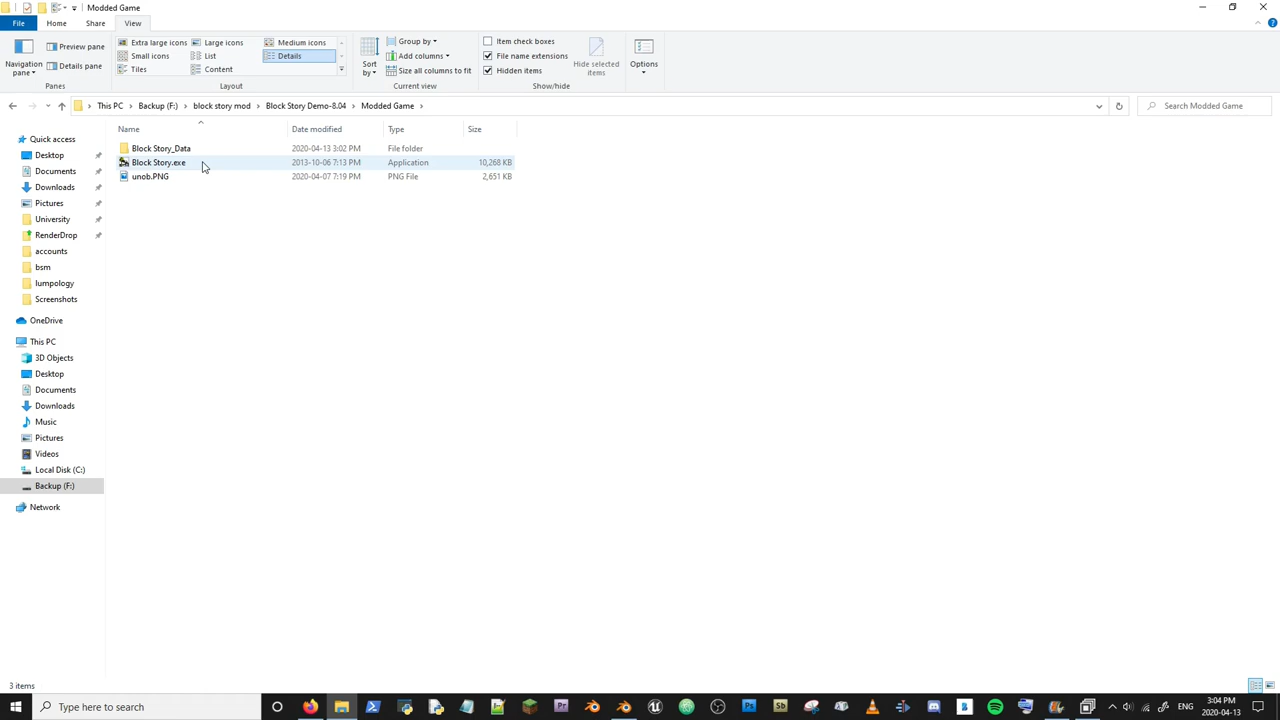 Modded Game
File Home Share View
Navigation pane
Preview pane
Details pane
Panes
Extra large icons Large icons Medium icons
Small icons List Details
Tiles Content
Layout
Sort by
Group by
Add columns
Size all columns to fit
Current view
Item check boxes
File name extensions
Hidden items
Hide selected items
Show/hide
Options
This PC > Backup (F:) > block story mod > Block Story Demo-8.04 > Modded Game >
Search Modded Game
Name Date modified Type Size
Block Story_Data 2020-04-13 3:02 PM File folder
Block Story.exe 2013-10-06 7:13 PM Application 10,268 KB
unob.PNG 2020-04-07 7:19 PM PNG File 2,651 KB
Quick access
Desktop
Documents
Downloads
Pictures
University
RenderDrop
accounts
bsm
lumpology
Screenshots
OneDrive
This PC
3D Objects
Desktop
Documents
Downloads
Music
Pictures
Videos
Local Disk (C:)
Backup (F:)
Network
3 items
Type here to search
Pr
Ps
Sb
ENG
3:04 PM
2020-04-13